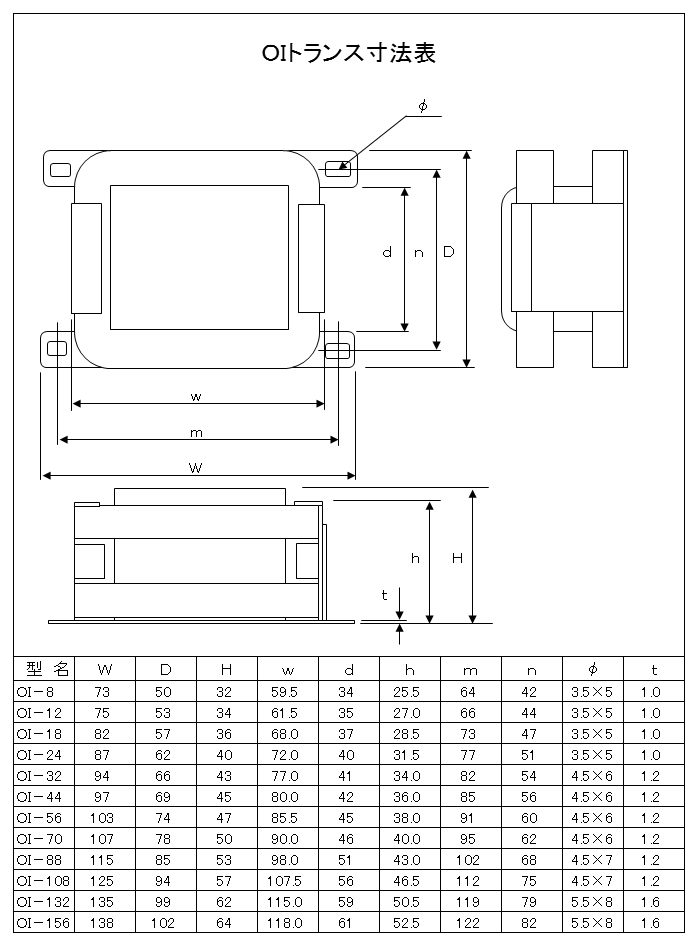 OIトランス寸法表
φ
d n D
w
m
W
h H
t
型 名 W D H w d h m n φ t
OI-8 73 50 32 59.5 34 25.5 64 42 3.5×5 1.0
OI-12 75 53 34 61.5 35 27.0 66 44 3.5×5 1.0
OI-18 82 57 36 68.0 37 28.5 73 47 3.5×5 1.0
OI-24 87 62 40 72.0 40 31.5 77 51 3.5×5 1.0
OI-32 94 66 43 77.0 41 34.0 82 54 4.5×6 1.2
OI-44 97 69 45 80.0 42 36.0 85 56 4.5×6 1.2
OI-56 103 74 47 85.5 45 38.0 91 60 4.5×6 1.2
OI-70 107 78 50 90.0 46 40.0 95 62 4.5×6 1.2
OI-88 115 85 53 98.0 51 43.0 102 68 4.5×7 1.2
OI-108 125 94 57 107.5 56 46.5 112 75 4.5×7 1.2
OI-132 135 99 62 115.0 59 50.5 119 79 5.5×8 1.6
OI-156 138 102 64 118.0 61 52.5 122 82 5.5×8 1.6